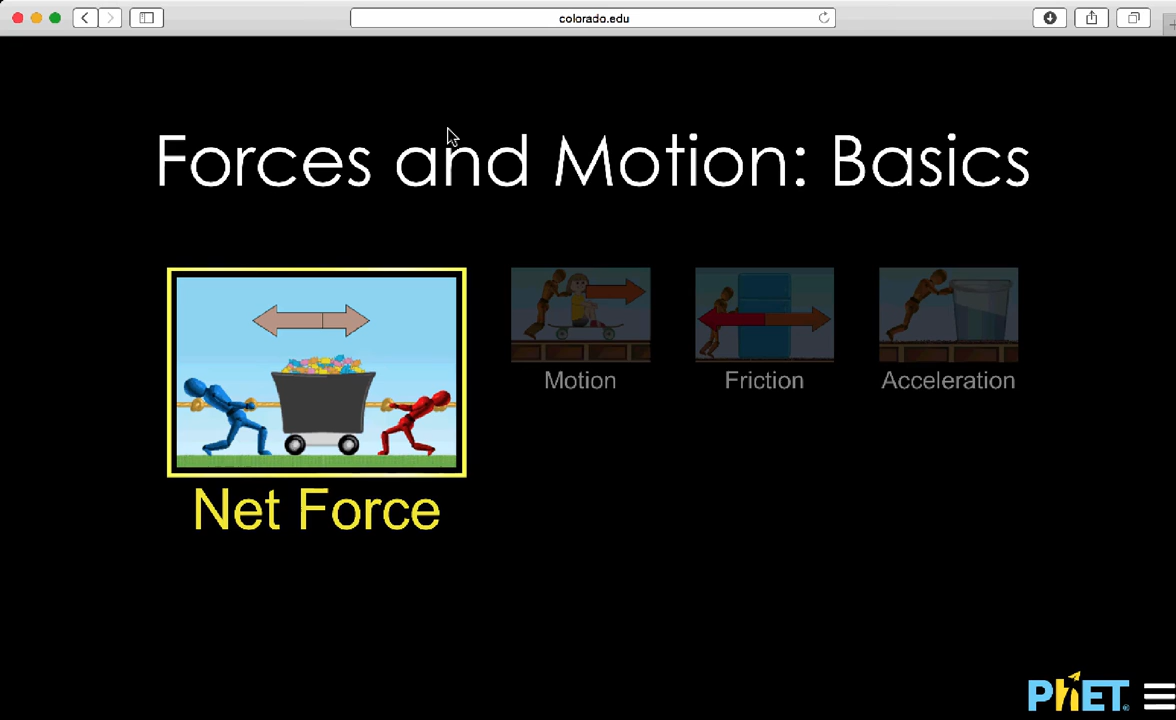 colorado.edu
Forces and Motion: Basics
Motion
Friction
Acceleration
Net Force
PhET